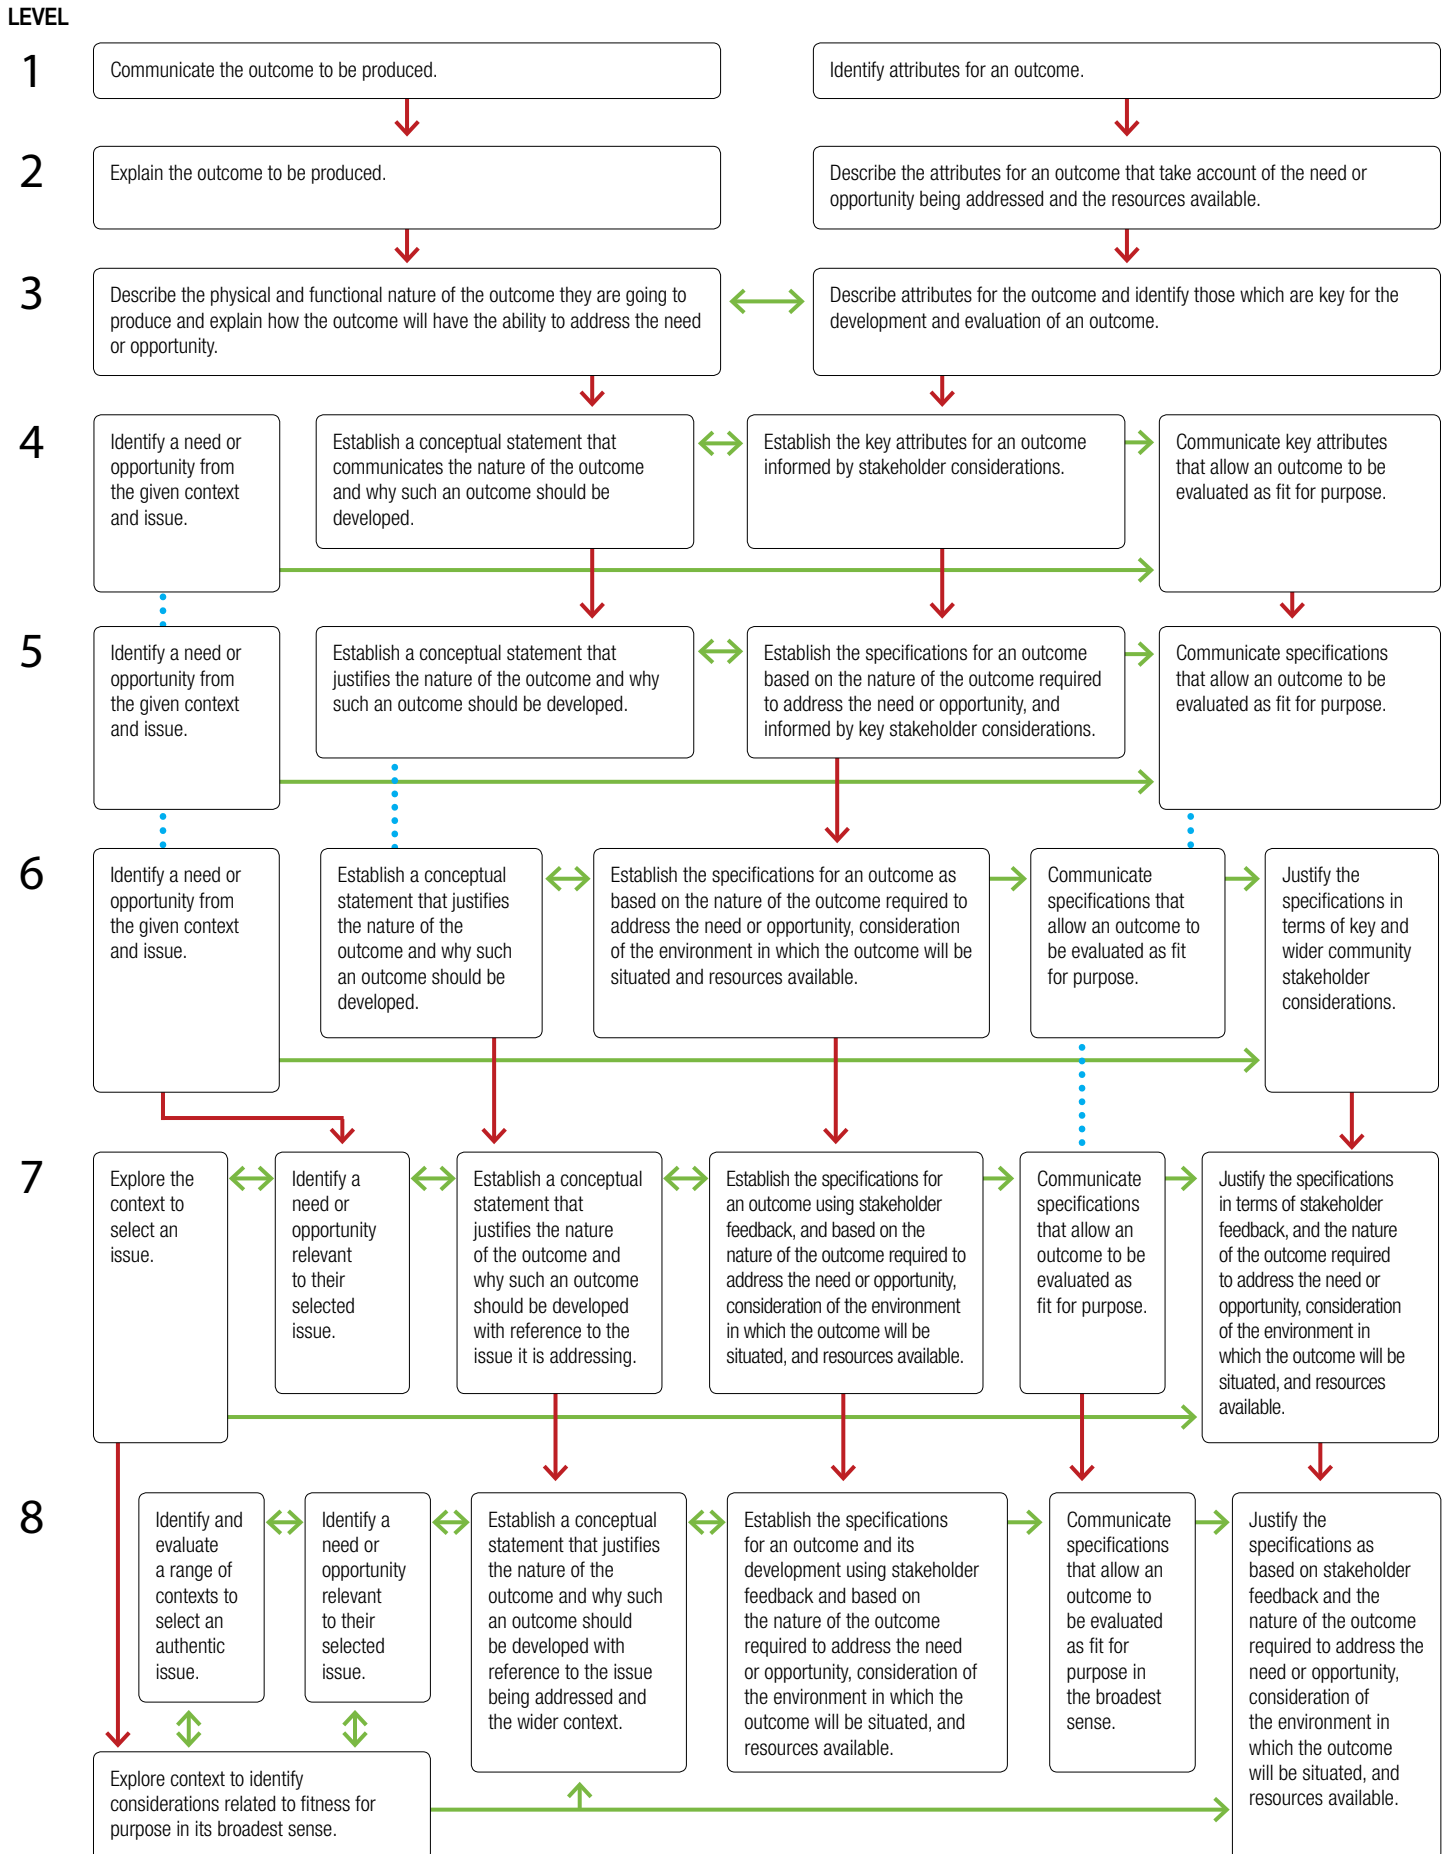 LEVEL
1
Communicate the outcome to be produced.
Identify attributes for an outcome.
2
Explain the outcome to be produced.
Describe the attributes for an outcome that take account of the need or
opportunity being addressed and the resources available.
3
Describe the physical and functional nature of the outcome they are going to
produce and explain how the outcome will have the ability to address the need
or opportunity.
Describe attributes for the outcome and identify those which are key for the
development and evaluation of an outcome.
4
Identify a need or
opportunity from
the given context
and issue.
Establish a conceptual statement that
communicates the nature of the outcome
and why such an outcome should be
developed.
Establish the key attributes for an outcome
informed by stakeholder considerations.
Communicate key attributes
that allow an outcome to be
evaluated as fit for purpose.
5
Identify a need or
opportunity from
the given context
and issue.
Establish a conceptual statement that
justifies the nature of the outcome and why
such an outcome should be developed.
Establish the specifications for an outcome
based on the nature of the outcome required
to address the need or opportunity, and
informed by key stakeholder considerations.
Communicate specifications
that allow an outcome to be
evaluated as fit for purpose.
6
Identify a need or
opportunity from
the given context
and issue.
Establish a conceptual
statement that justifies
the nature of the
outcome and why such
an outcome should be
developed.
Establish the specifications for an outcome as
based on the nature of the outcome required to
address the need or opportunity, consideration
of the environment in which the outcome will be
situated and resources available.
Communicate
specifications that
allow an outcome to
be evaluated as fit
for purpose.
Justify the
specifications in
terms of key and
wider community
stakeholder
considerations.
7
Explore the
context to
select an
issue.
Identify a
need or
opportunity
relevant
to their
selected
issue.
Establish a conceptual
statement that
justifies the nature
of the outcome and
why such an outcome
should be developed
with reference to the
issue it is addressing.
Establish the specifications for
an outcome using stakeholder
feedback, and based on the
nature of the outcome required to
address the need or opportunity,
consideration of the environment
in which the outcome will be
situated, and resources available.
Communicate
specifications
that allow an
outcome to be
evaluated as
fit for purpose.
Justify the specifications
in terms of stakeholder
feedback, and the nature
of the outcome required
to address the need or
opportunity, consideration
of the environment in
which the outcome will be
situated, and resources
available.
8
Identify and
evaluate
a range of
contexts to
select an
authentic
issue.
Identify a
need or
opportunity
relevant
to their
selected
issue.
Establish a conceptual
statement that justifies
the nature of the
outcome and why such
an outcome should
be developed with
reference to the issue
being addressed and
the wider context.
Establish the specifications
for an outcome and its
development using stakeholder
feedback and based on
the nature of the outcome
required to address the need
or opportunity, consideration of
the environment in which the
outcome will be situated, and
resources available.
Communicate
specifications
that allow an
outcome to
be evaluated
as fit for
purpose in
the broadest
sense.
Justify the
specifications as
based on stakeholder
feedback and the
nature of the outcome
required to address the
need or opportunity,
consideration of
the environment in
which the outcome
will be situated, and
resources available.
Explore context to identify
considerations related to fitness for
purpose in its broadest sense.